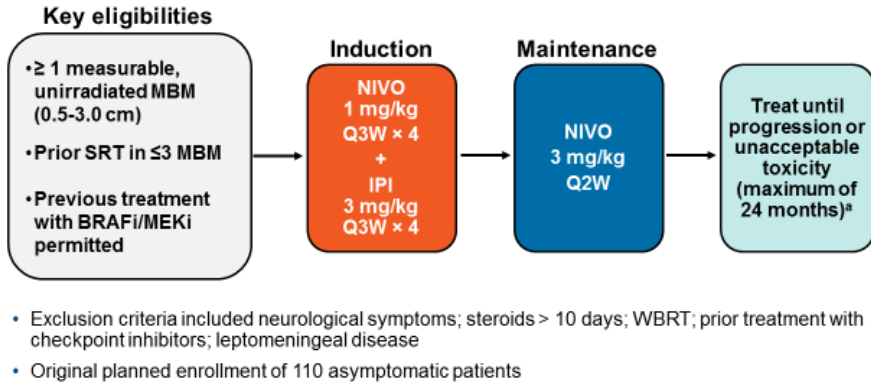 Key eligibilities
•≥ 1 measurable,
unirradiated MBM
(0.5-3.0 cm)
•Prior SRT in ≤3 MBM
•Previous treatment
with BRAFi/MEKi
permitted
Induction
NIVO
1 mg/kg
Q3W × 4
+
IPI
3 mg/kg
Q3W × 4
Maintenance
NIVO
3 mg/kg
Q2W
Treat until
progression or
unacceptable
toxicity
(maximum of
24 months)ᵃ
• Exclusion criteria included neurological symptoms; steroids > 10 days; WBRT; prior treatment with
checkpoint inhibitors; leptomeningeal disease
• Original planned enrollment of 110 asymptomatic patients